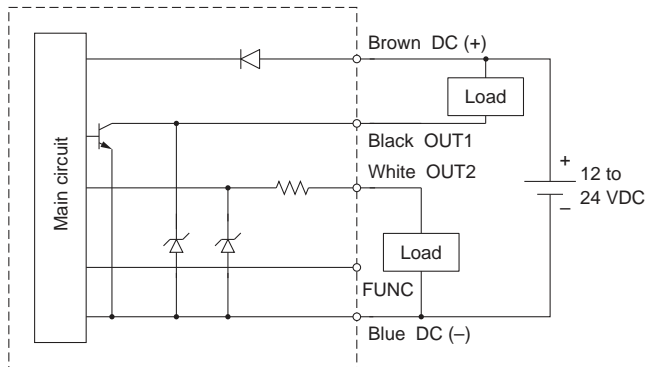 Brown DC (+)
Load
Main circuit
Black OUT1
White OUT2
+
12 to
24 VDC
–
Load
FUNC
Blue DC (–)